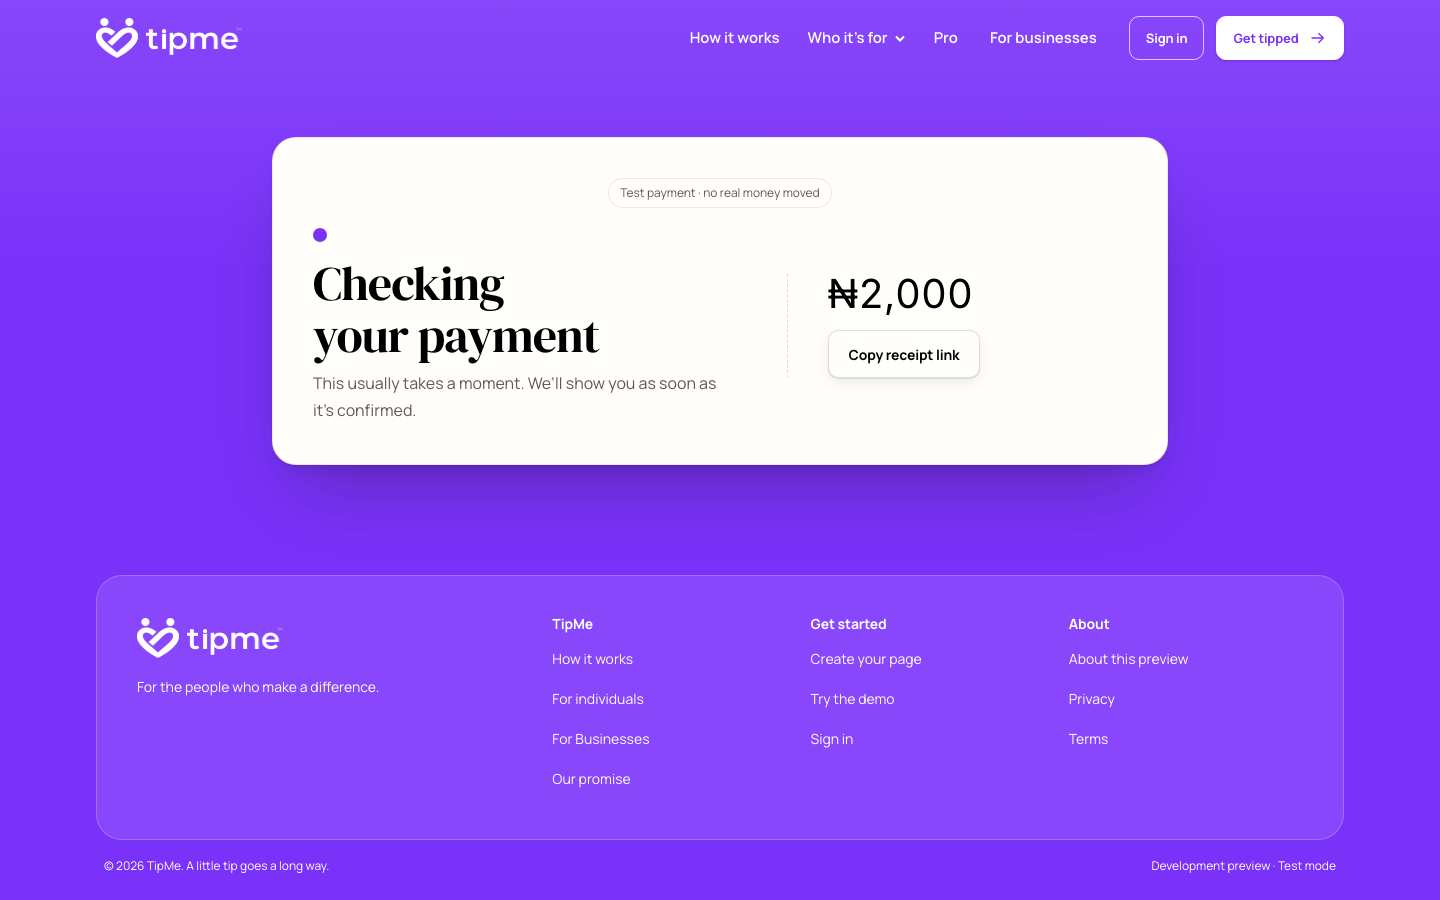 tipme
How it works
Who it's for
Pro
For businesses
Sign in
Get tipped
Test payment · no real money moved
Checking
your payment
This usually takes a moment. We'll show you as soon as
it's confirmed.
₦2,000
Copy receipt link
tipme
For the people who make a difference.
TipMe
How it works
For individuals
For Businesses
Our promise
Get started
Create your page
Try the demo
Sign in
About
About this preview
Privacy
Terms
© 2026 TipMe. A little tip goes a long way.
Development preview · Test mode